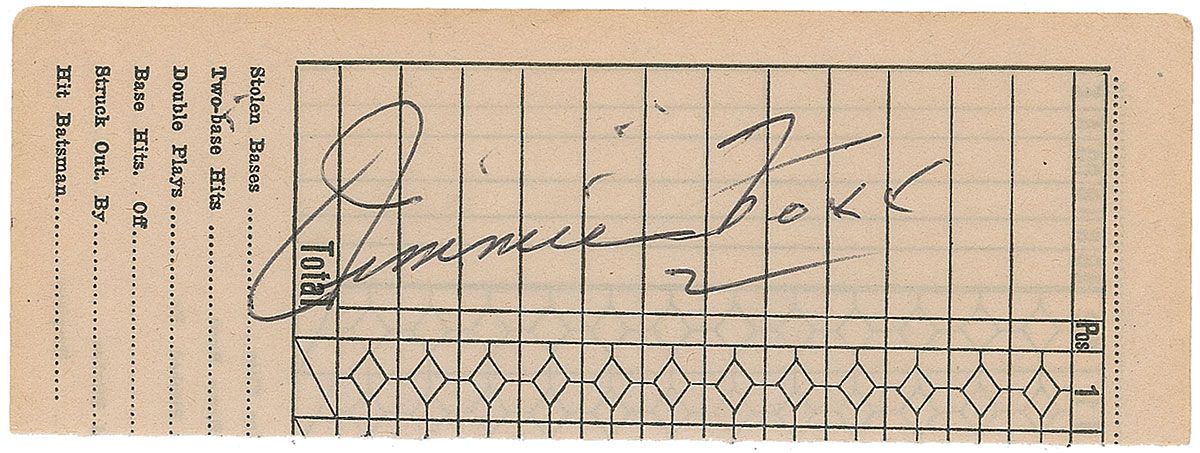 Jimmie Foxx
Stolen Bases
Two-base Hits
Double Plays
Base Hits. Off
Struck Out. By
Hit Batsman
Total
Pos
1